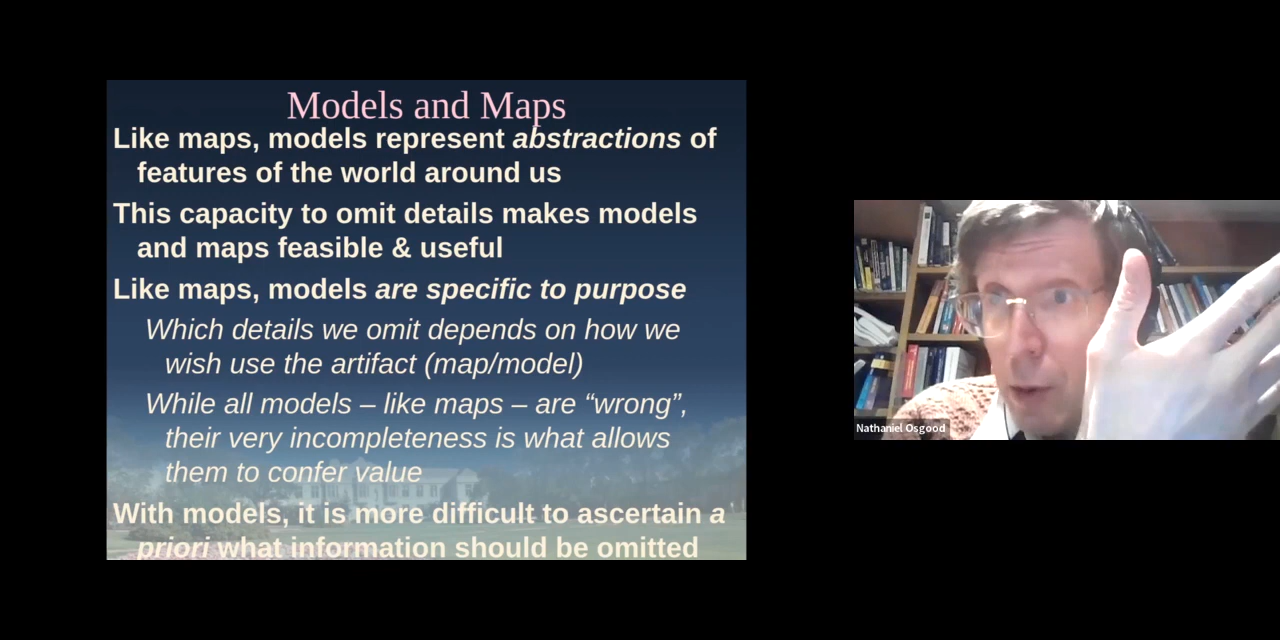 Models and Maps
Like maps, models represent abstractions of
features of the world around us
This capacity to omit details makes models
and maps feasible & useful
Like maps, models are specific to purpose
Which details we omit depends on how we
wish use the artifact (map/model)
While all models – like maps – are “wrong”,
their very incompleteness is what allows
them to confer value
With models, it is more difficult to ascertain a
priori what information should be omitted
Nathaniel Osgood